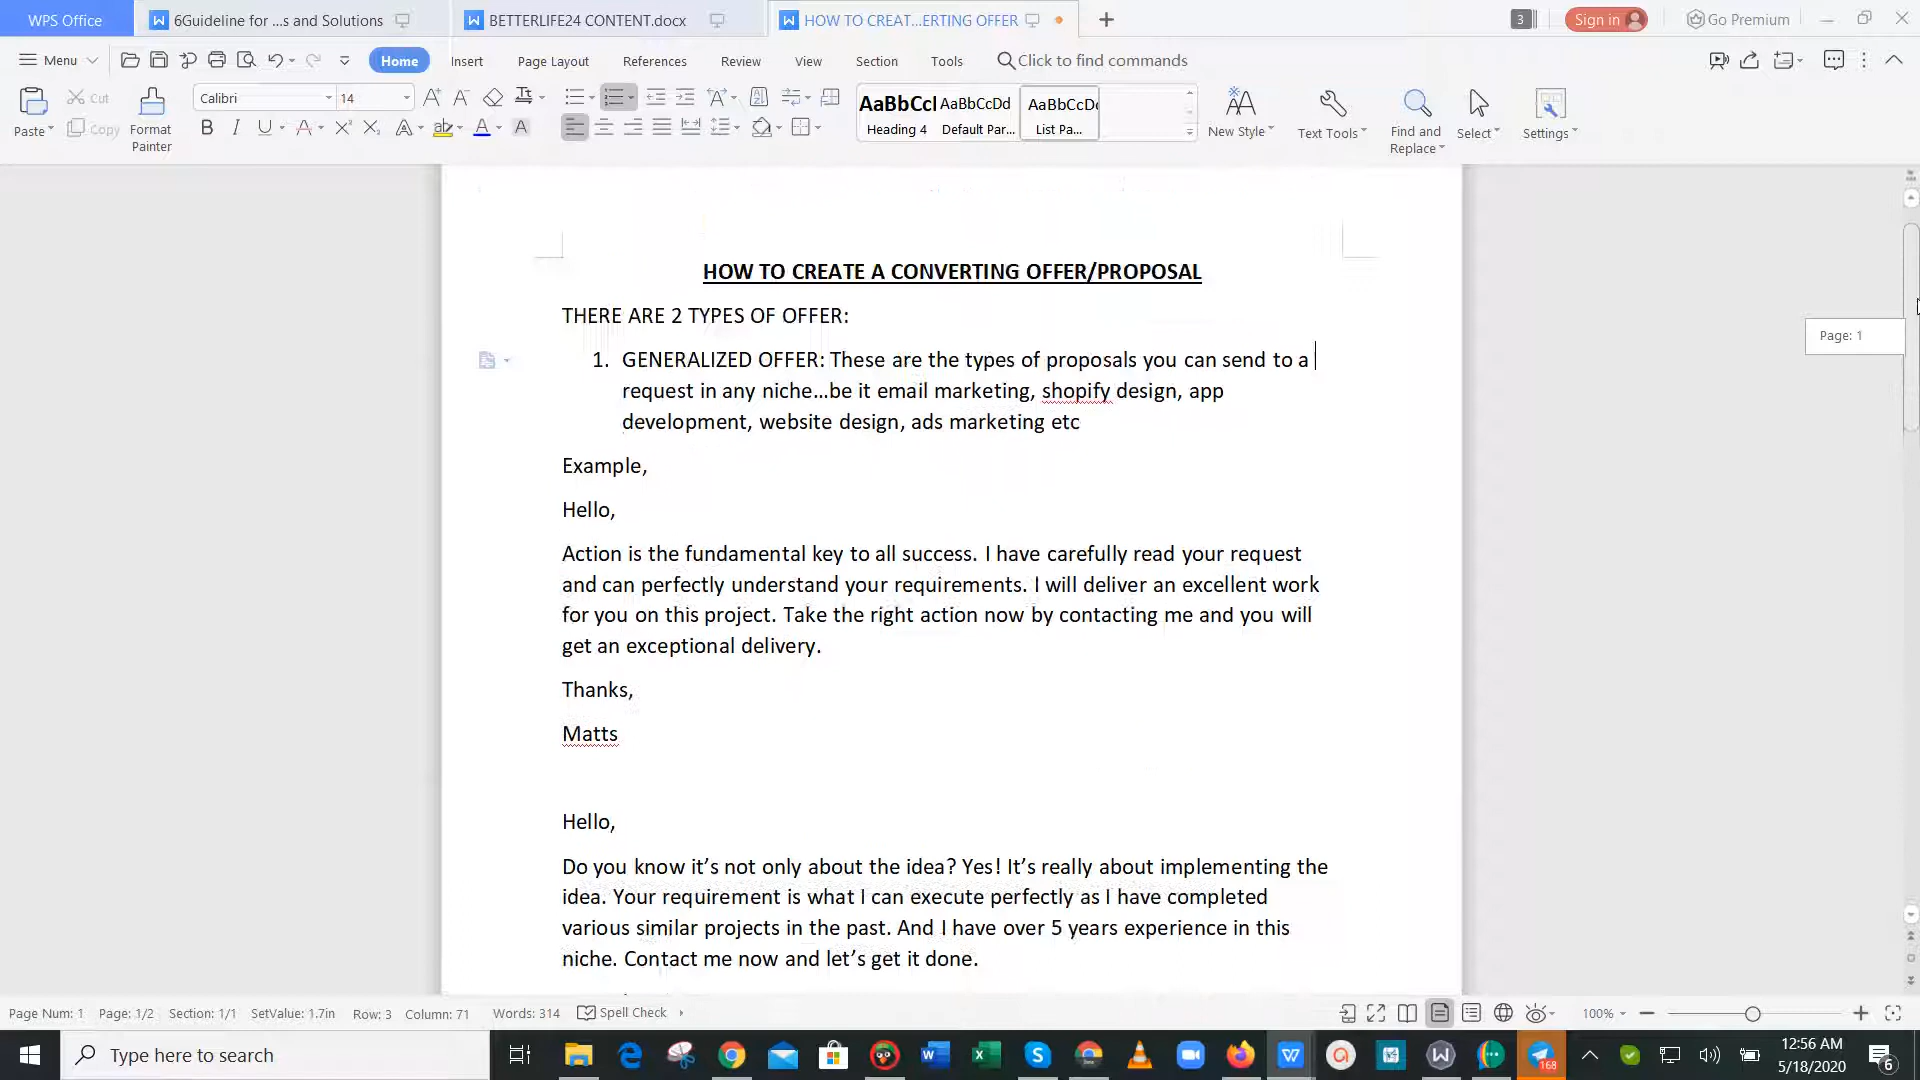 WPS Office
6Guideline for ...s and Solutions
BETTERLIFE24 CONTENT.docx
HOW TO CREAT...ERTING OFFER
3
Sign in
Go Premium
Menu
Home
Insert
Page Layout
References
Review
View
Section
Tools
Click to find commands
Paste
Cut
Copy
Format Painter
Calibri
14
AaBbCcI
Heading 4
AaBbCcDd
Default Par...
AaBbCcDc
List Pa...
New Style
Text Tools
Find and Replace
Select
Settings
HOW TO CREATE A CONVERTING OFFER/PROPOSAL
THERE ARE 2 TYPES OF OFFER:
1. GENERALIZED OFFER: These are the types of proposals you can send to a
request in any niche…be it email marketing, shopify design, app
development, website design, ads marketing etc
Example,
Hello,
Action is the fundamental key to all success. I have carefully read your request
and can perfectly understand your requirements. I will deliver an excellent work
for you on this project. Take the right action now by contacting me and you will
get an exceptional delivery.
Thanks,
Matts
Hello,
Do you know it’s not only about the idea? Yes! It’s really about implementing the
idea. Your requirement is what I can execute perfectly as I have completed
various similar projects in the past. And I have over 5 years experience in this
niche. Contact me now and let’s get it done.
Page: 1
Page Num: 1
Page: 1/2
Section: 1/1
SetValue: 1.7in
Row: 3
Column: 71
Words: 314
Spell Check
100%
Type here to search
168
12:56 AM
5/18/2020
6